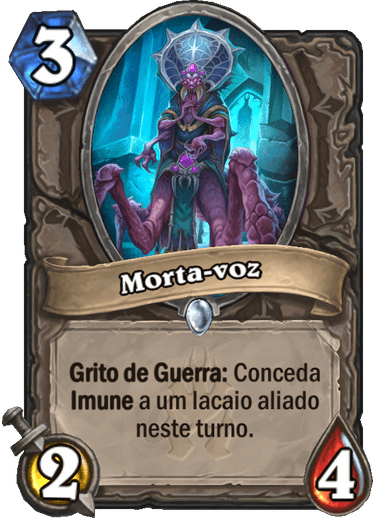 3
Morta-voz
Grito de Guerra: Conceda
Imune a um lacaio aliado
neste turno.
2
4